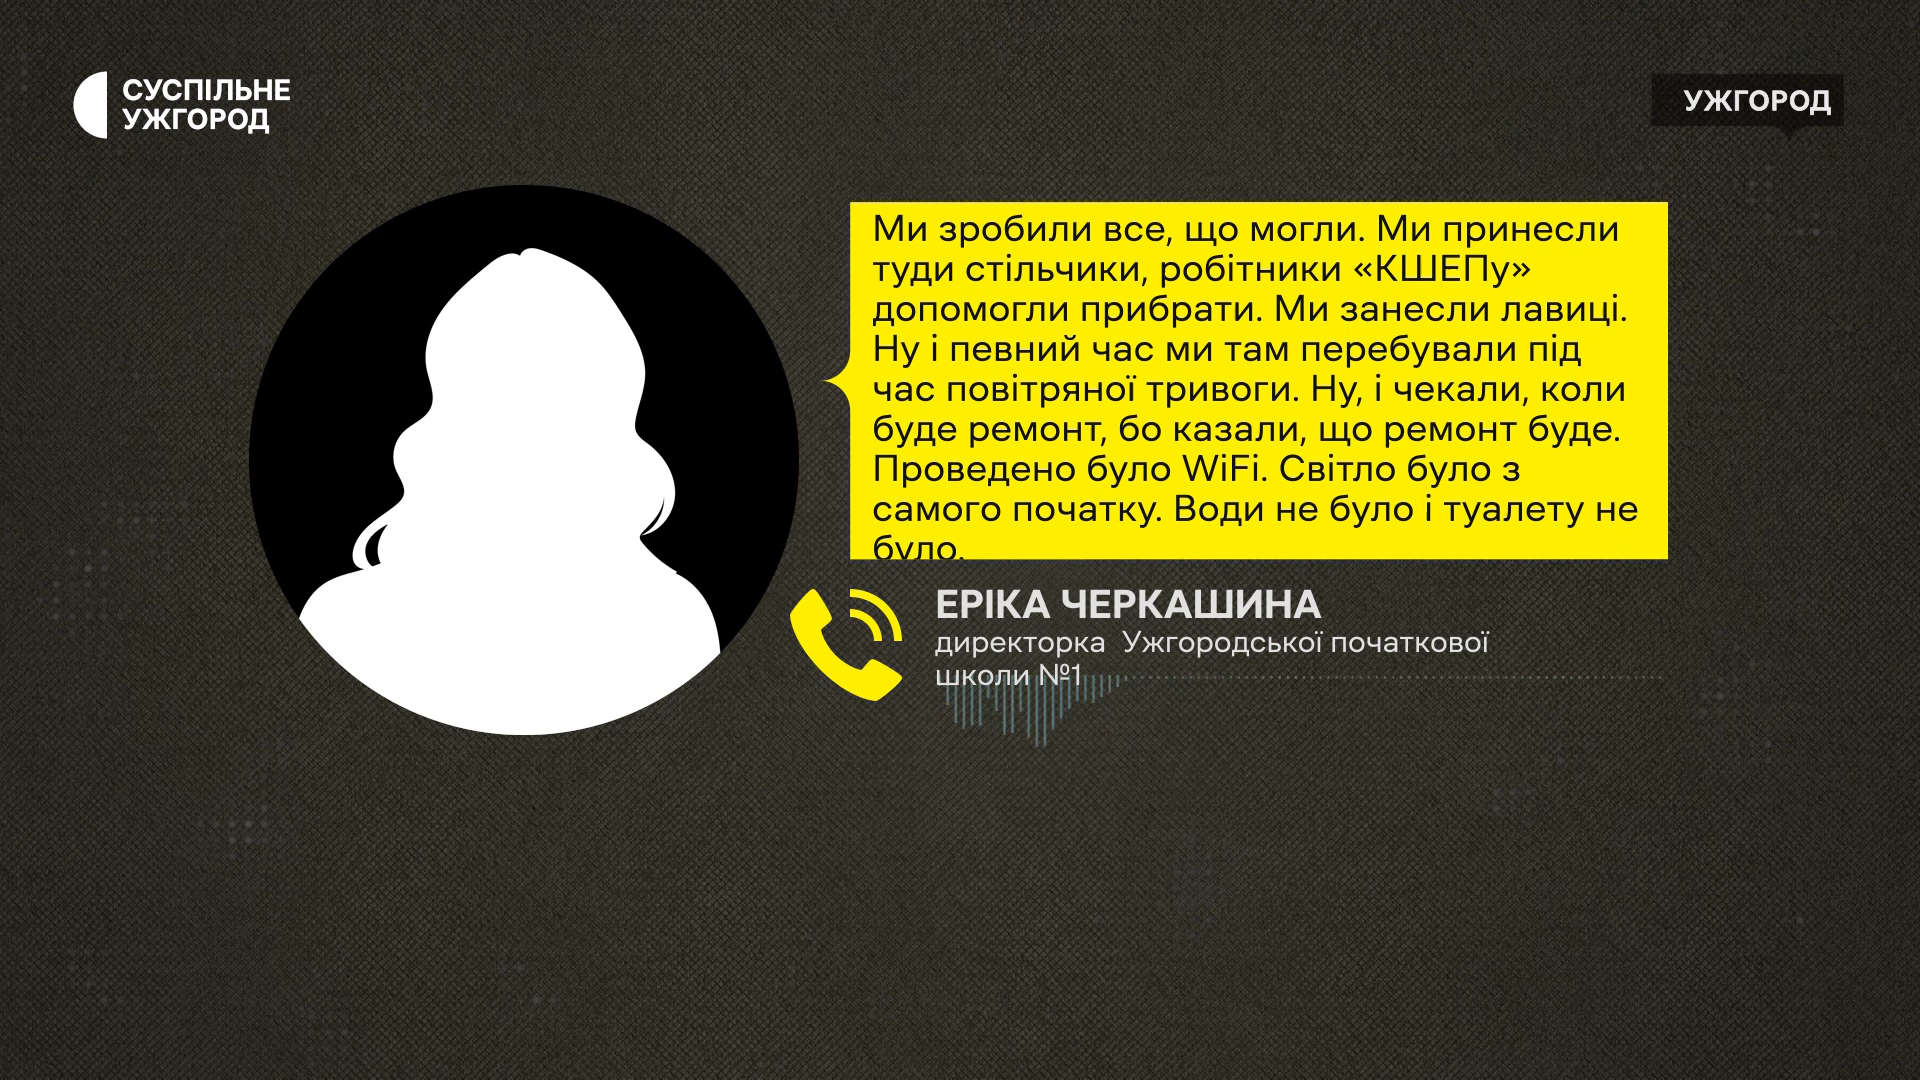 СУСПІЛЬНЕ
УЖГОРОД
УЖГОРОД
Ми зробили все, що могли. Ми принесли
туди стільчики, робітники «КШЕПу»
допомогли прибрати. Ми занесли лавиці.
Ну і певний час ми там перебували під
час повітряної тривоги. Ну, і чекали, коли
буде ремонт, бо казали, що ремонт буде.
Проведено було WiFi. Світло було з
самого початку. Води не було і туалету не
було.
ЕРІКА ЧЕРКАШИНА
директорка  Ужгородської початкової
школи №1